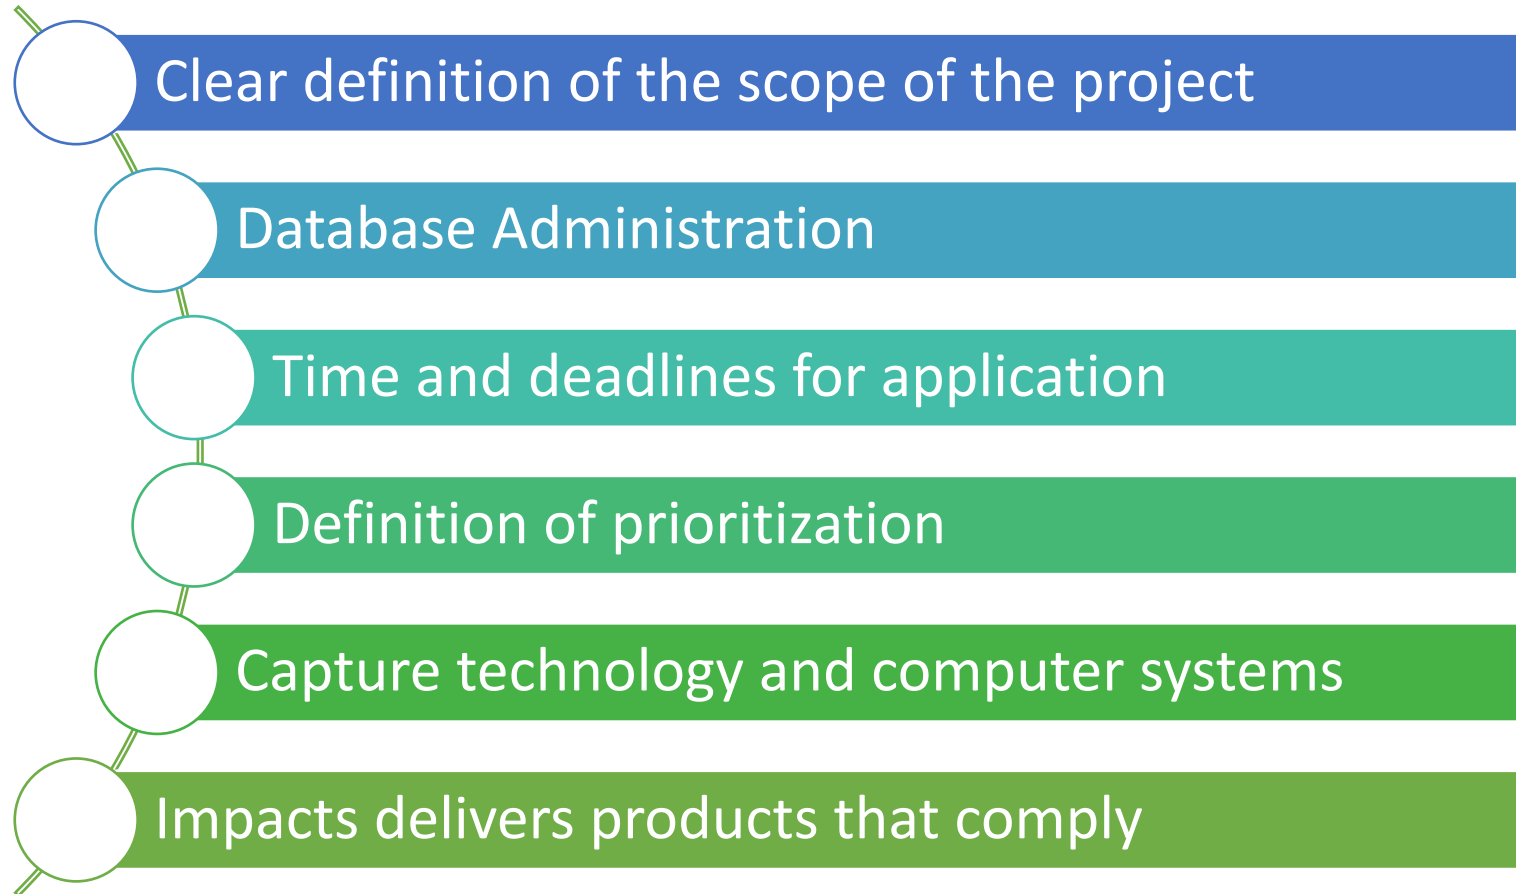 Clear definition of the scope of the project
Database Administration
Time and deadlines for application
Definition of prioritization
Capture technology and computer systems
Impacts delivers products that comply